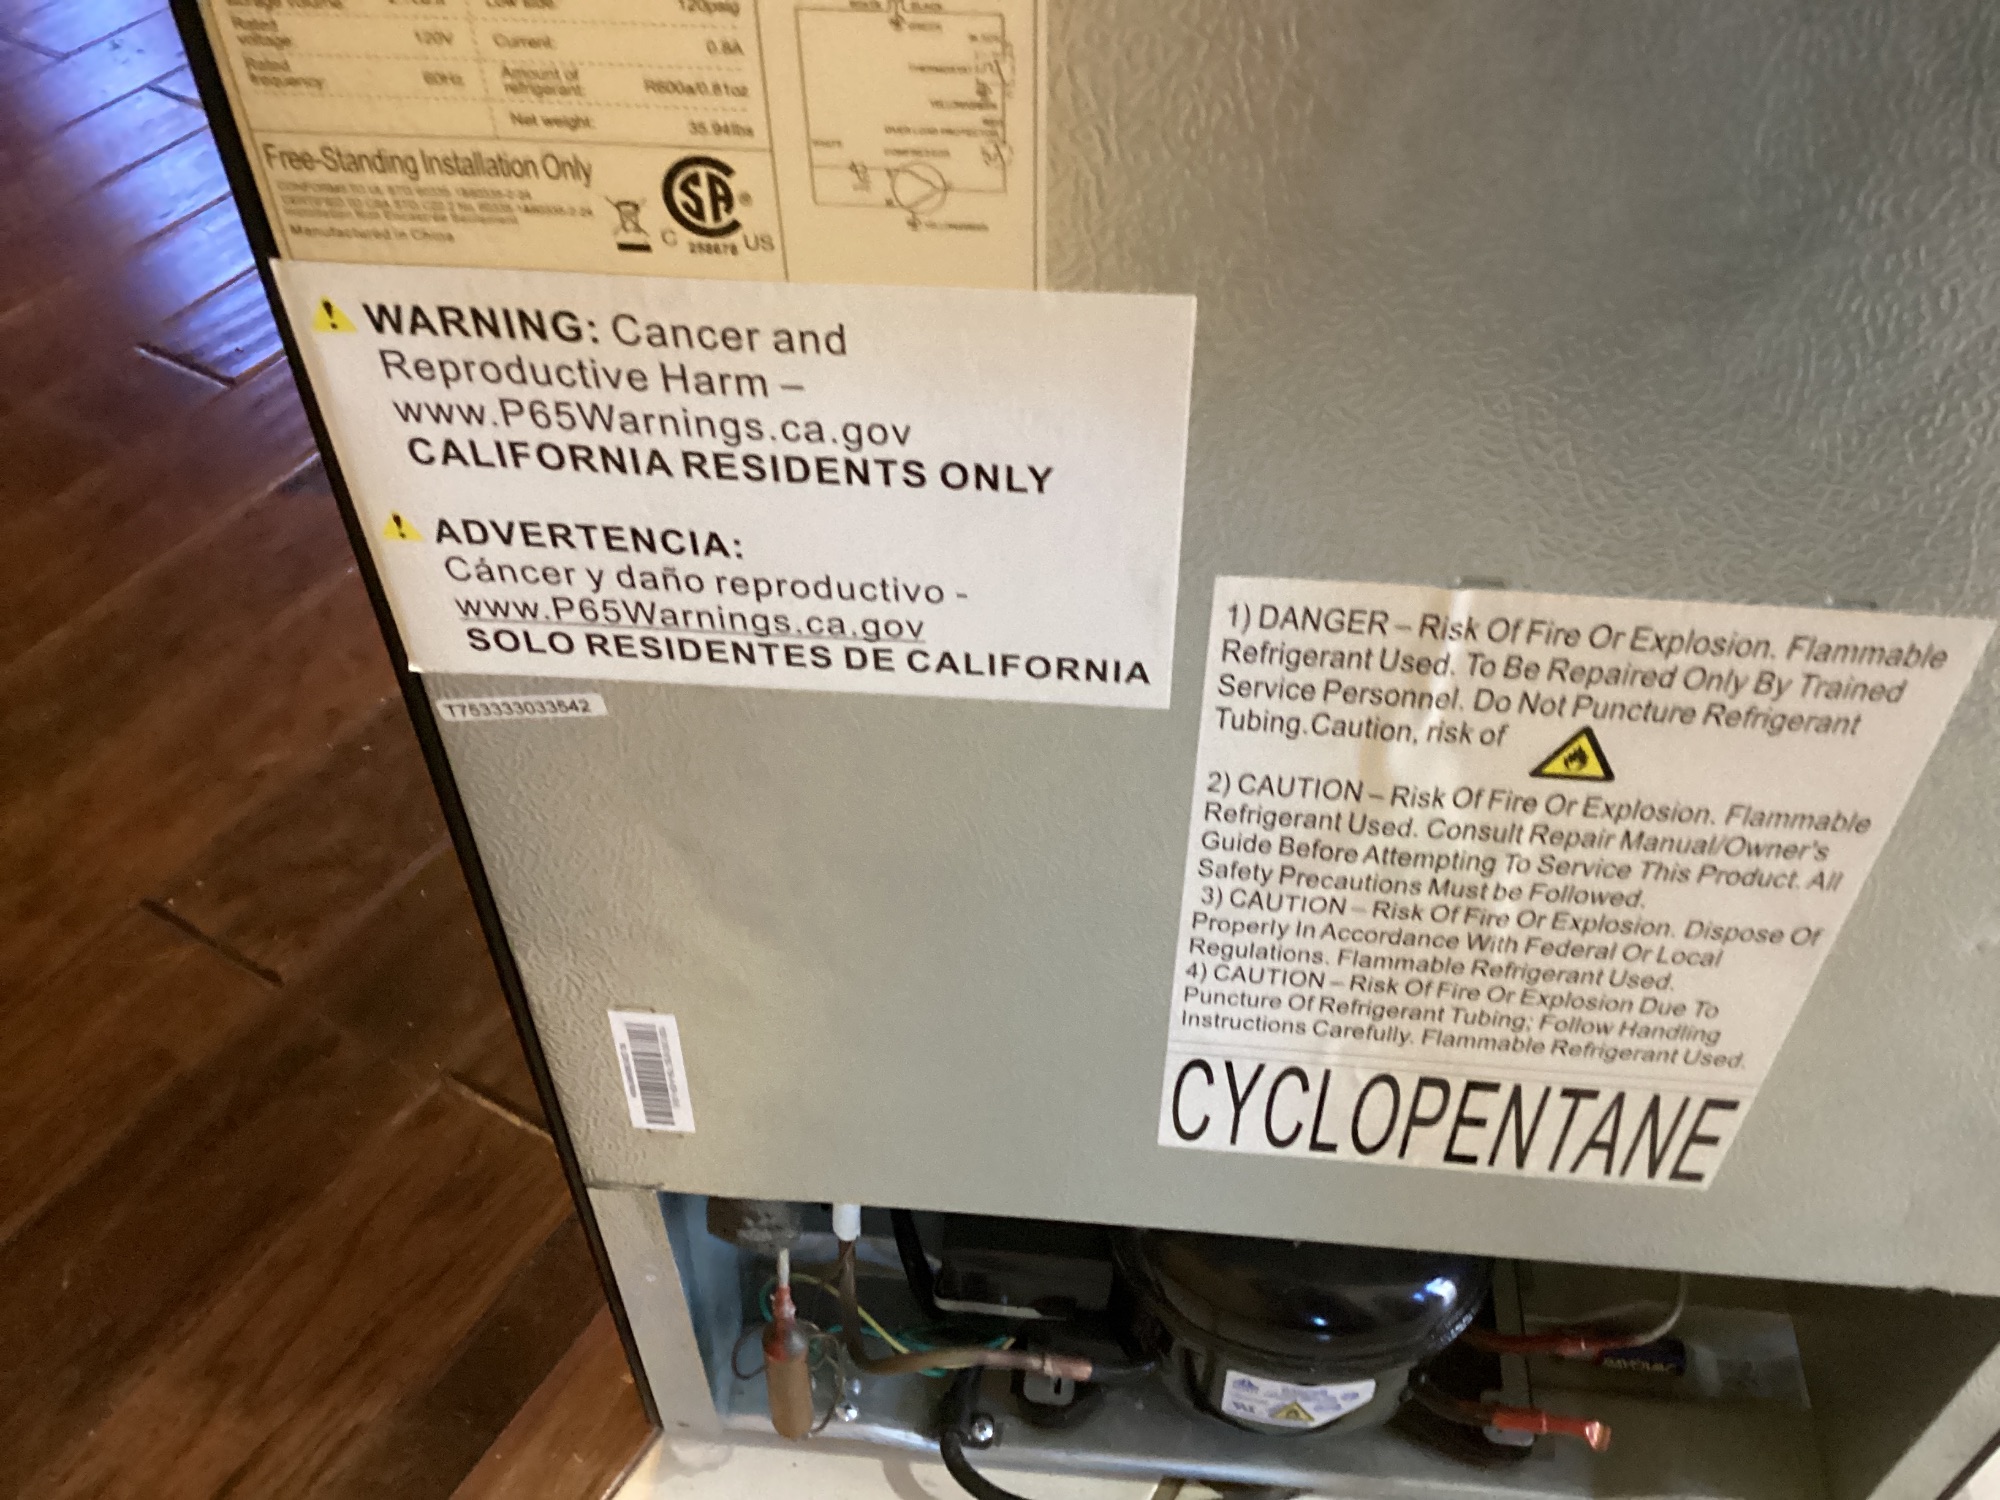 120psig
Rated voltage: 120V
Current: 0.8A
Rated frequency: 60Hz
Amount of refrigerant: R600a/0.81oz
Net weight: 35.94lbs
Free-Standing Installation Only
Manufactured in China
C 258678 US
WARNING: Cancer and
Reproductive Harm –
www.P65Warnings.ca.gov
CALIFORNIA RESIDENTS ONLY
ADVERTENCIA:
Cáncer y daño reproductivo -
www.P65Warnings.ca.gov
SOLO RESIDENTES DE CALIFORNIA
T753333033542
1) DANGER – Risk Of Fire Or Explosion. Flammable
Refrigerant Used. To Be Repaired Only By Trained
Service Personnel. Do Not Puncture Refrigerant
Tubing.Caution, risk of
2) CAUTION – Risk Of Fire Or Explosion. Flammable
Refrigerant Used. Consult Repair Manual/Owner's
Guide Before Attempting To Service This Product. All
Safety Precautions Must be Followed.
3) CAUTION – Risk Of Fire Or Explosion. Dispose Of
Properly In Accordance With Federal Or Local
Regulations. Flammable Refrigerant Used.
4) CAUTION – Risk Of Fire Or Explosion Due To
Puncture Of Refrigerant Tubing; Follow Handling
Instructions Carefully. Flammable Refrigerant Used.
CYCLOPENTANE